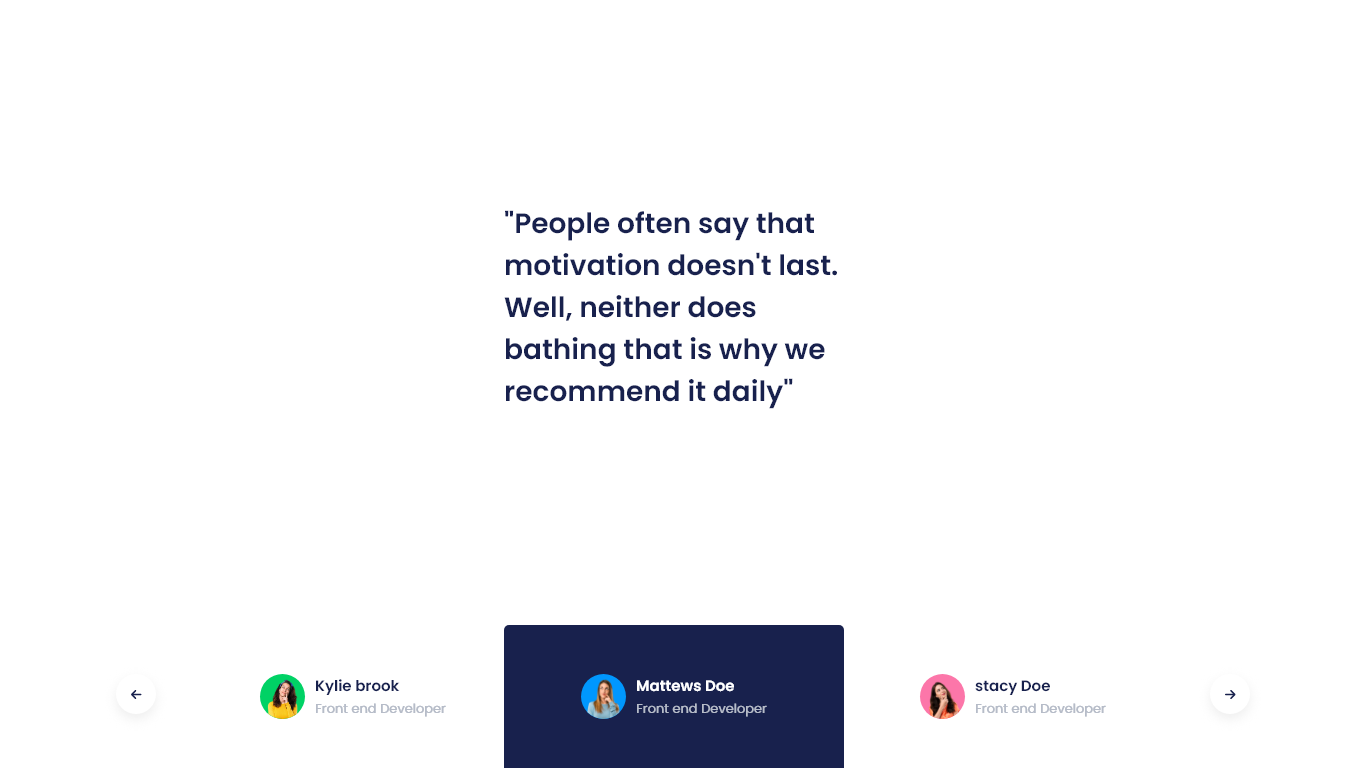 "People often say that
motivation doesn't last.
Well, neither does
bathing that is why we
recommend it daily"
Kylie brook
Front end Developer
Mattews Doe
Front end Developer
stacy Doe
Front end Developer